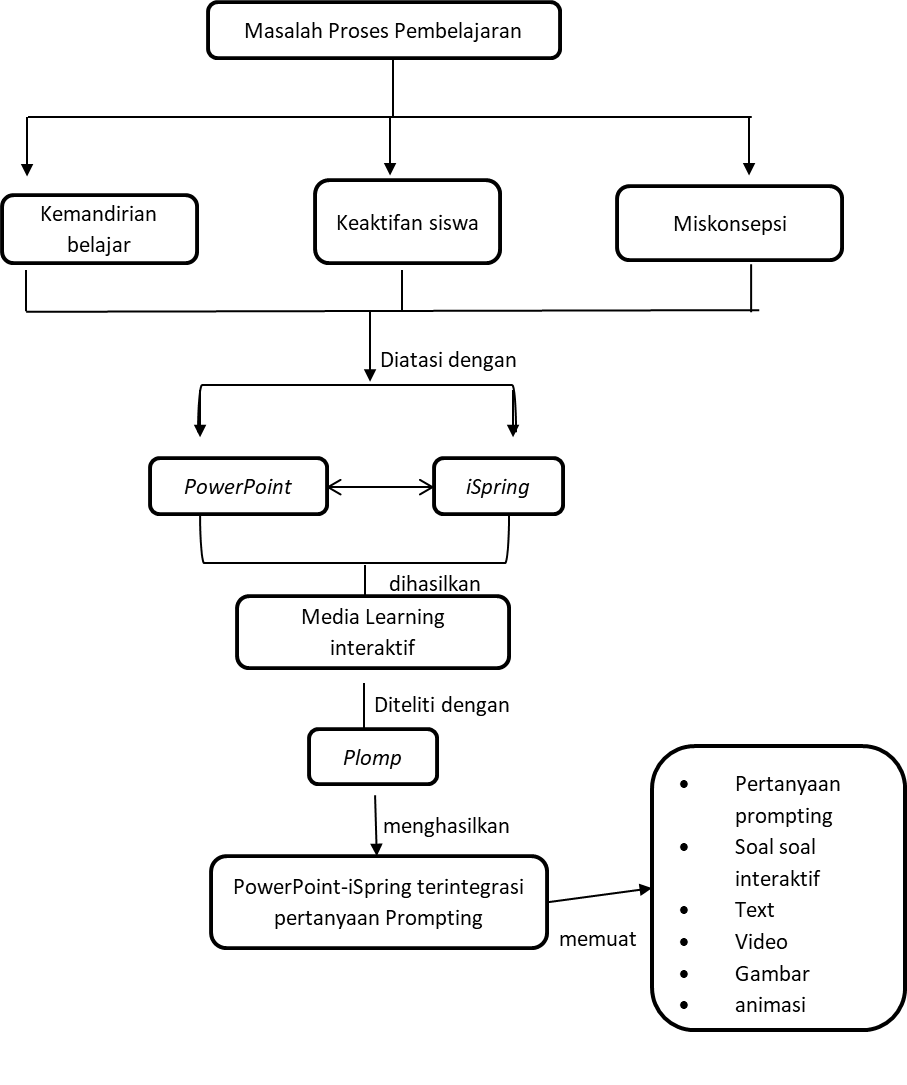 Masalah Proses Pembelajaran
Kemandirian
belajar
Keaktifan siswa
Miskonsepsi
Diatasi dengan
PowerPoint
iSpring
dihasilkan
Media Learning
interaktif
Diteliti dengan
Plomp
menghasilkan
PowerPoint-iSpring terintegrasi
pertanyaan Prompting
memuat
• Pertanyaan
prompting
• Soal soal
interaktif
• Text
• Video
• Gambar
• animasi